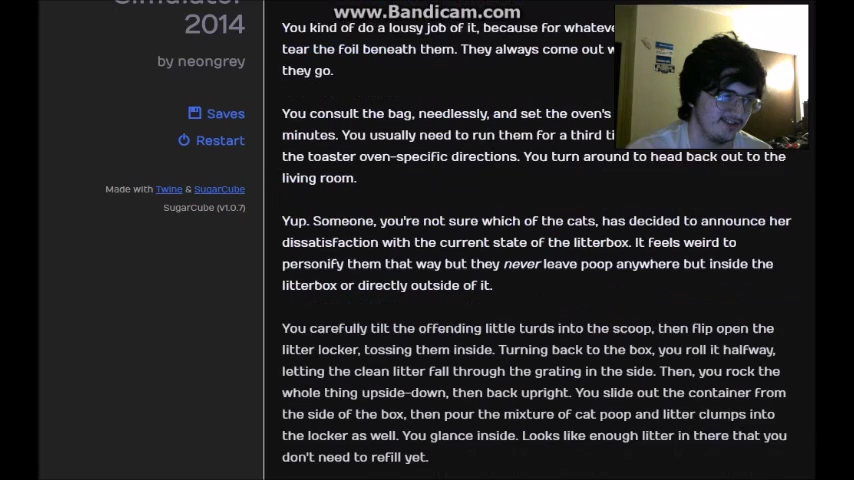 www.Bandicam.com
Simulator
2014
by neongrey
Saves
Restart
Made with Twine & SugarCube
SugarCube (v1.0.7)
You kind of do a lousy job of it, because for
tear the foil beneath them. They always come out
they go.
You consult the bag, needlessly, and set the oven's
minutes. You usually need to run them for a third
the toaster oven-specific directions. You turn around to head back out to the
living room.
Yup. Someone, you're not sure which of the cats, has decided to announce her
dissatisfaction with the current state of the litterbox. It feels weird to
personify them that way but they never leave poop anywhere but inside the
litterbox or directly outside of it.
You carefully tilt the offending little turds into the scoop, then flip open the
litter locker, tossing them inside. Turning back to the box, you roll it halfway,
letting the clean litter fall through the grating in the side. Then, you rock the
whole thing upside-down, then back upright. You slide out the container from
the side of the box, then pour the mixture of cat poop and litter clumps into
the locker as well. You glance inside. Looks like enough litter in there that you
don't need to refill yet.